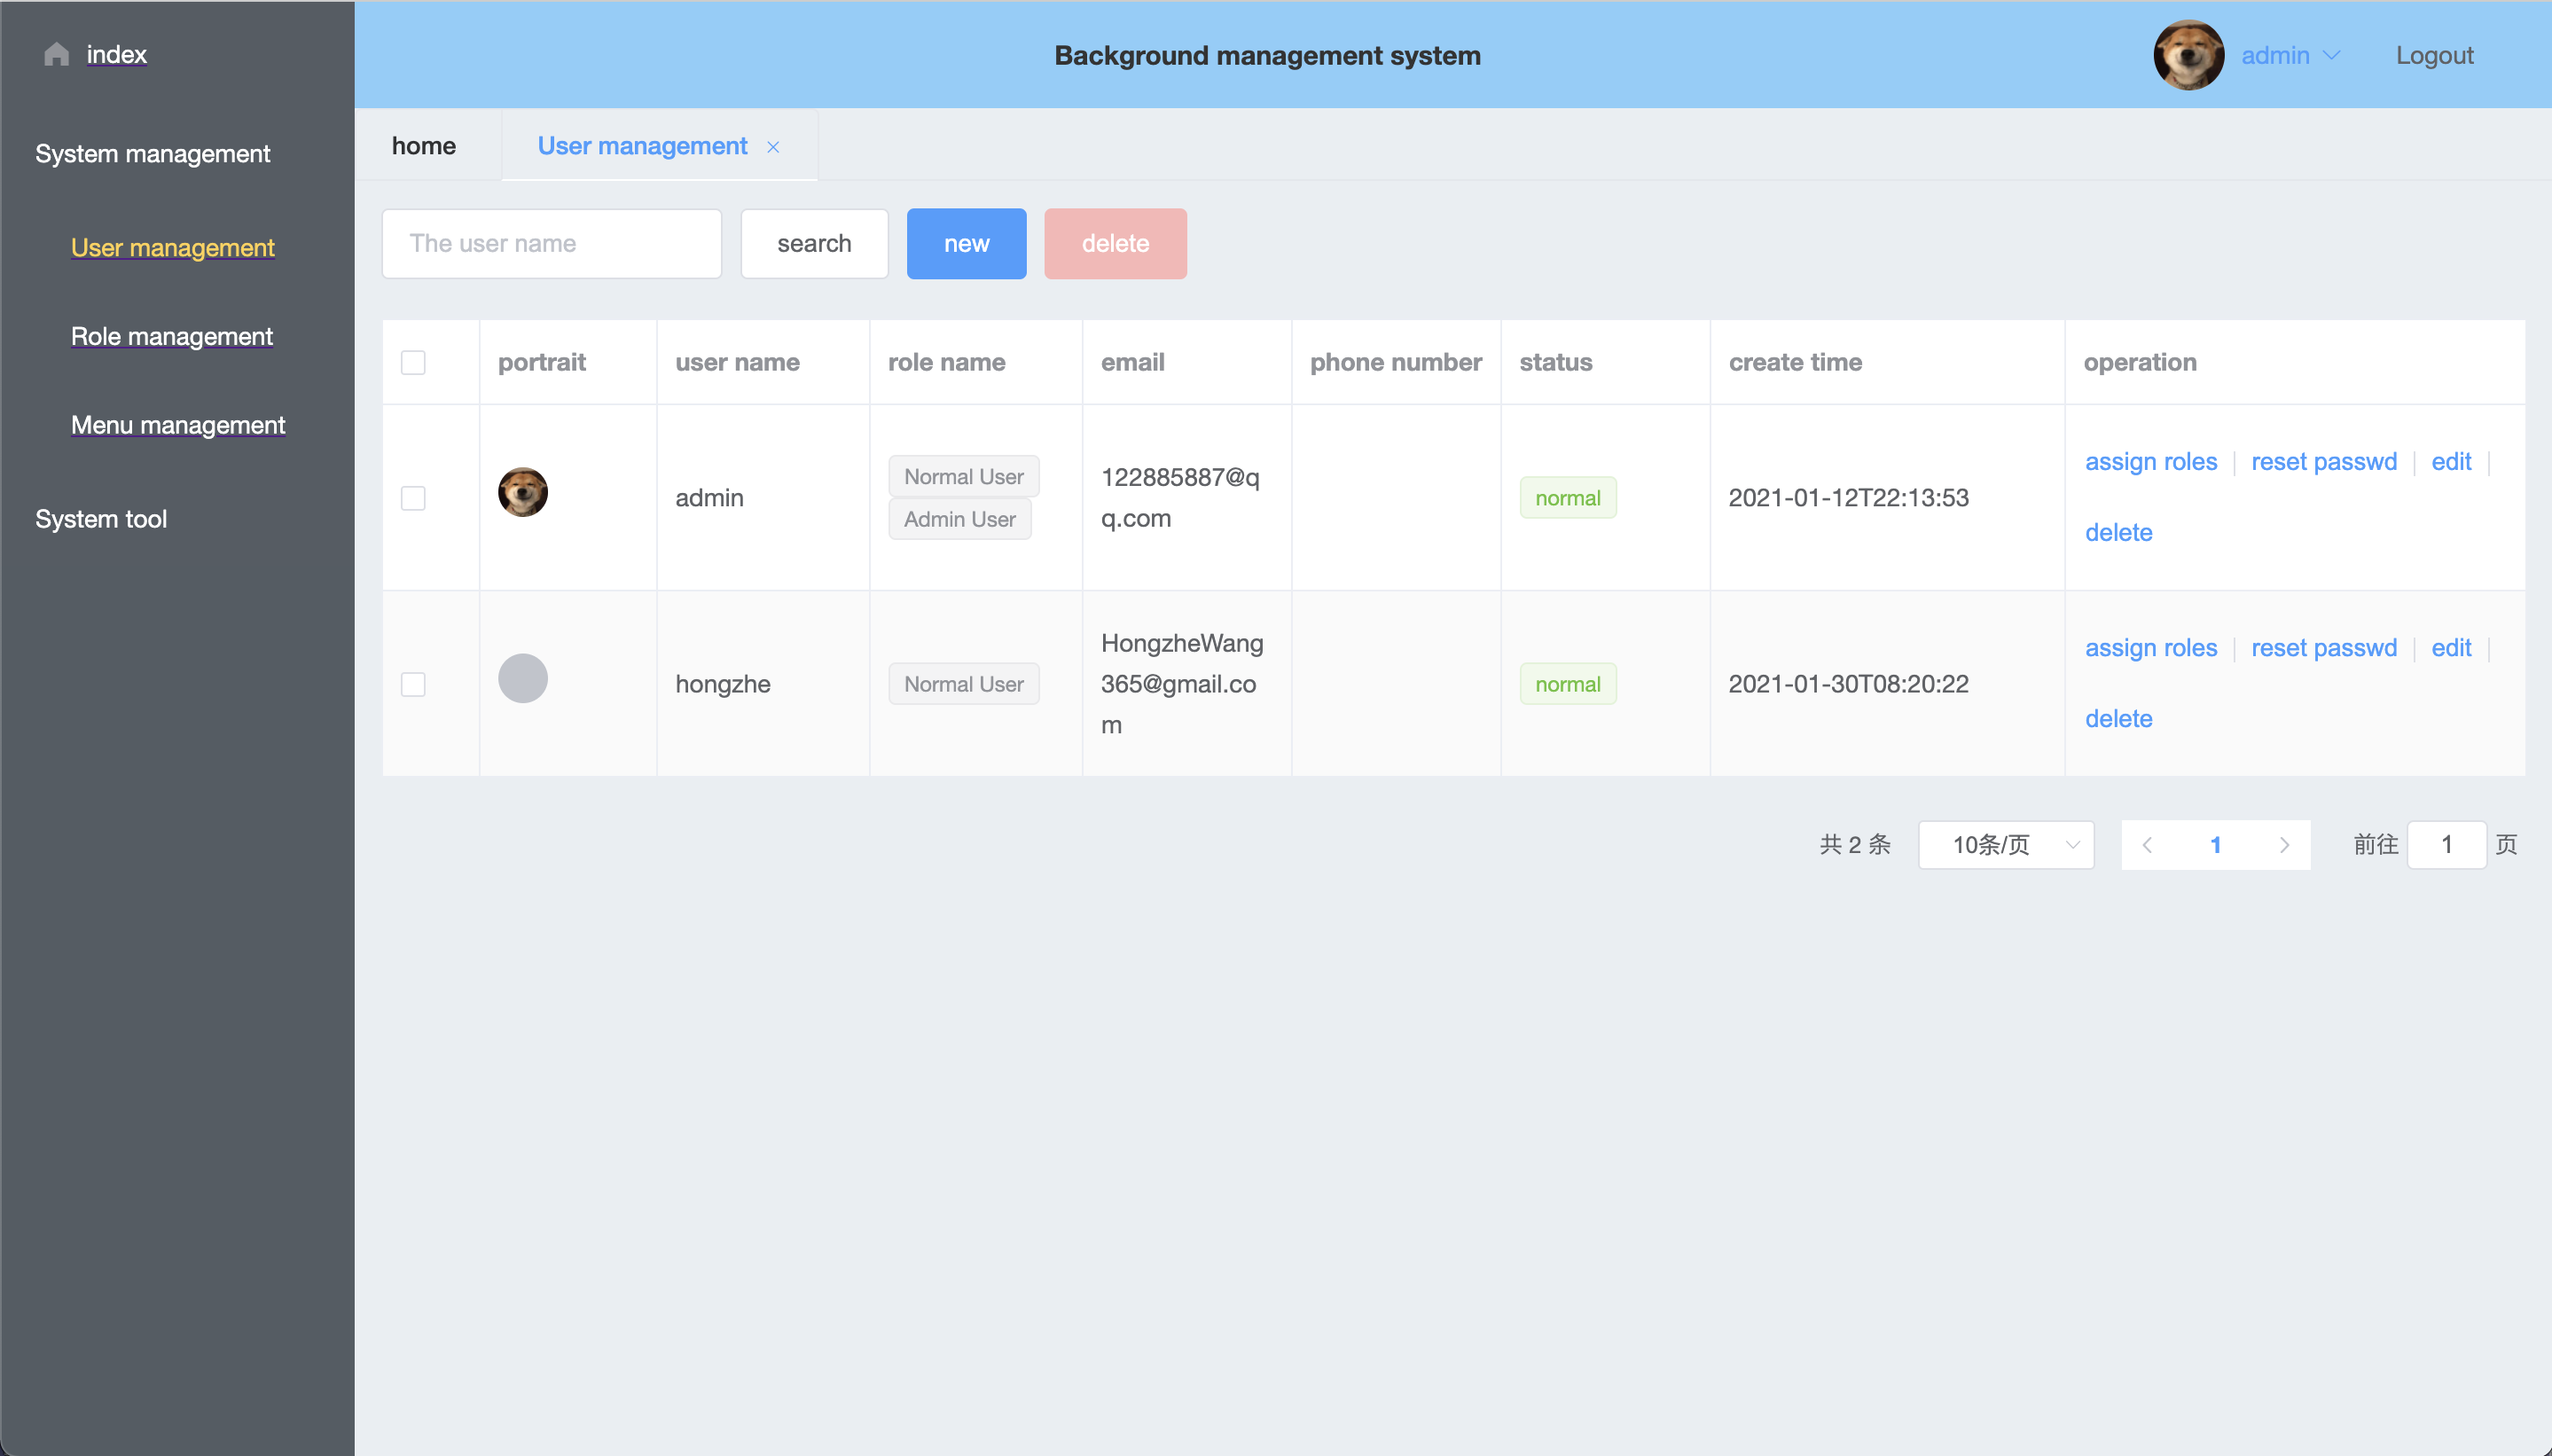 index
Background management system
admin
Logout
System management
home
User management
User management
Role management
Menu management
System tool
The user name
search
new
delete
portrait
user name
role name
email
phone number
status
create time
operation
admin
Normal User
Admin User
122885887@q
q.com
normal
2021-01-12T22:13:53
assign roles
reset passwd
edit
delete
hongzhe
Normal User
HongzheWang
365@gmail.co
m
normal
2021-01-30T08:20:22
assign roles
reset passwd
edit
delete
共 2 条
10条/页
1
前往
1
页